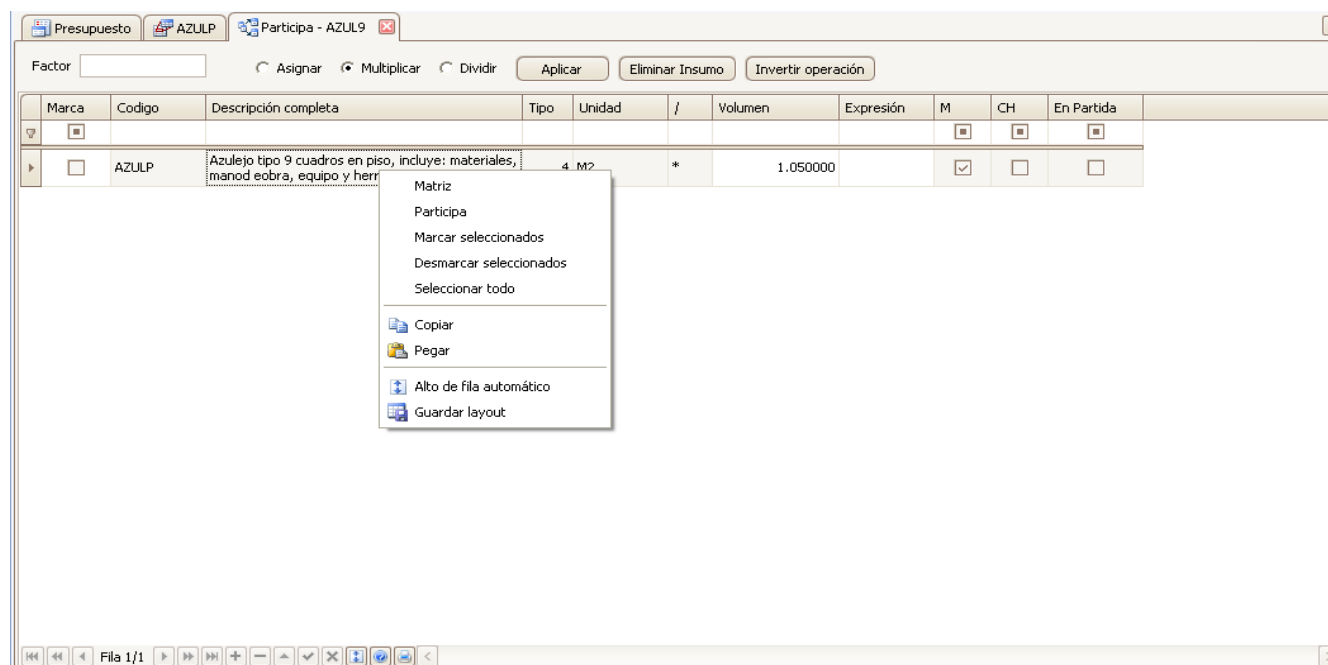 Presupuesto AZULP Participa - AZUL9
Factor Asignar Multiplicar Dividir Aplicar Eliminar Insumo Invertir operación
Marca Codigo Descripción completa Tipo Unidad / Volumen Expresión M CH En Partida
AZULP Azulejo tipo 9 cuadros en piso, incluye: materiales, 4 M2 * 1.050000
manod eobra, equipo y herr
Matriz
Participa
Marcar seleccionados
Desmarcar seleccionados
Seleccionar todo
Copiar
Pegar
Alto de fila automático
Guardar layout
Fila 1/1